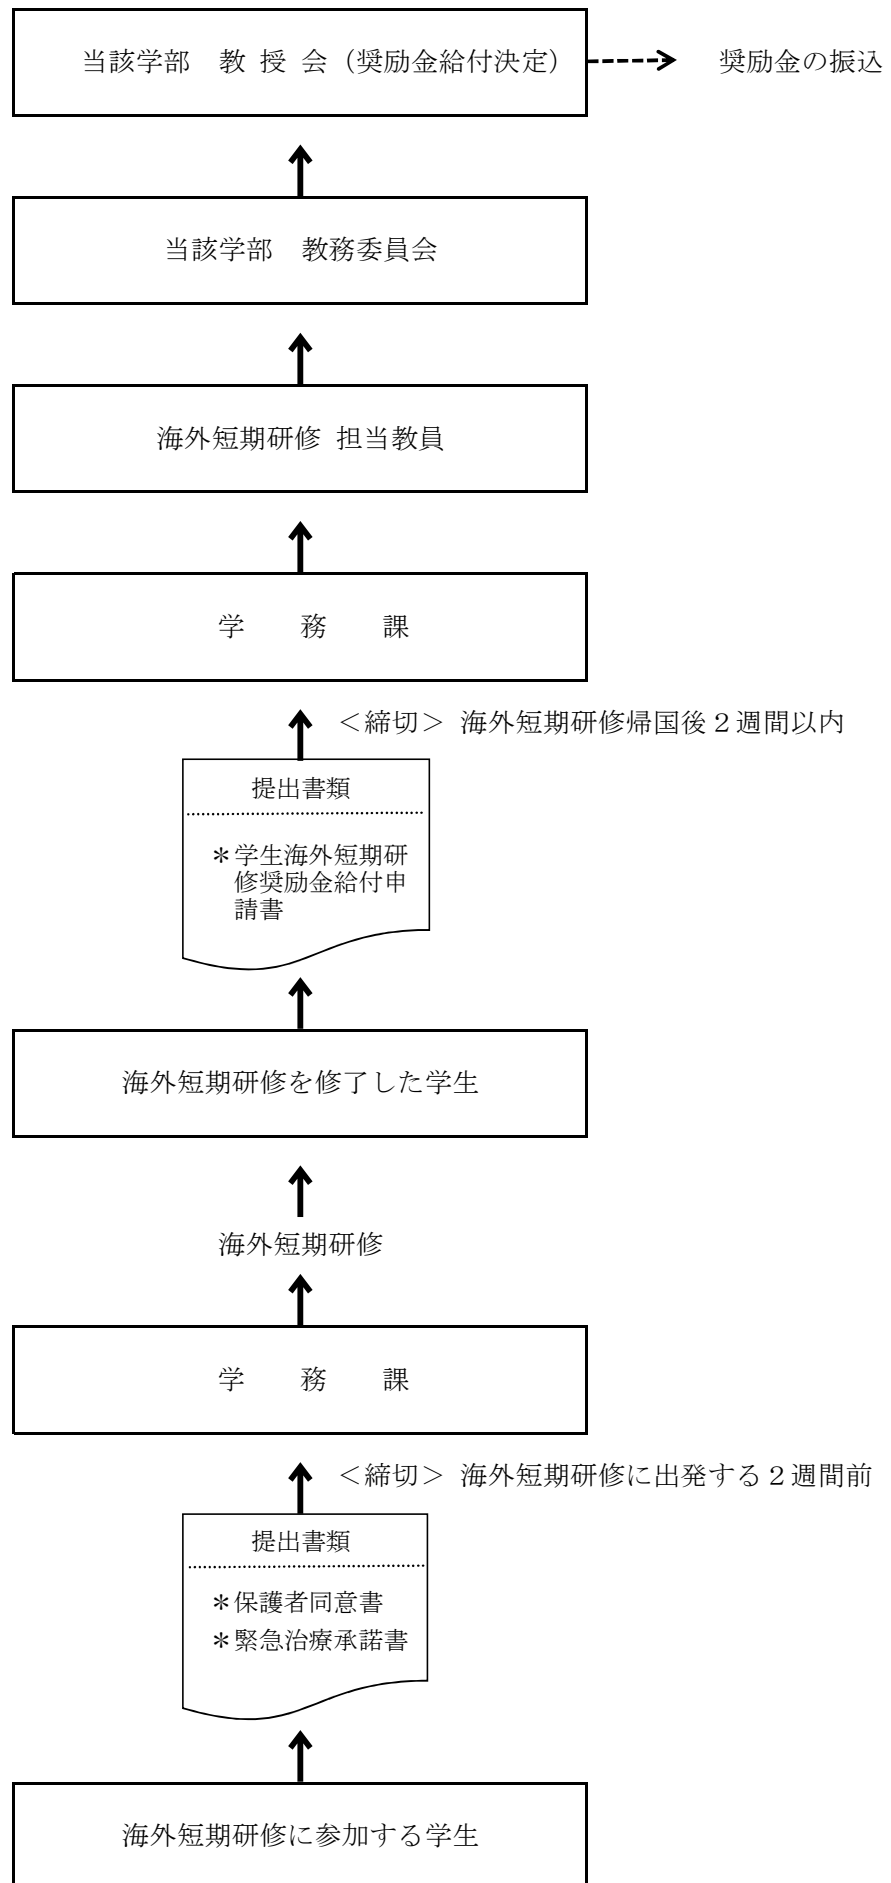 当該学部　教 授 会（奨励金給付決定）
奨励金の振込
当該学部　教務委員会
海外短期研修 担当教員
学　　務　　課
＜締切＞ 海外短期研修帰国後２週間以内
提出書類
＊学生海外短期研
修奨励金給付申
請書
海外短期研修を修了した学生
海外短期研修
学　　務　　課
＜締切＞ 海外短期研修に出発する２週間前
提出書類
＊保護者同意書
＊緊急治療承諾書
海外短期研修に参加する学生